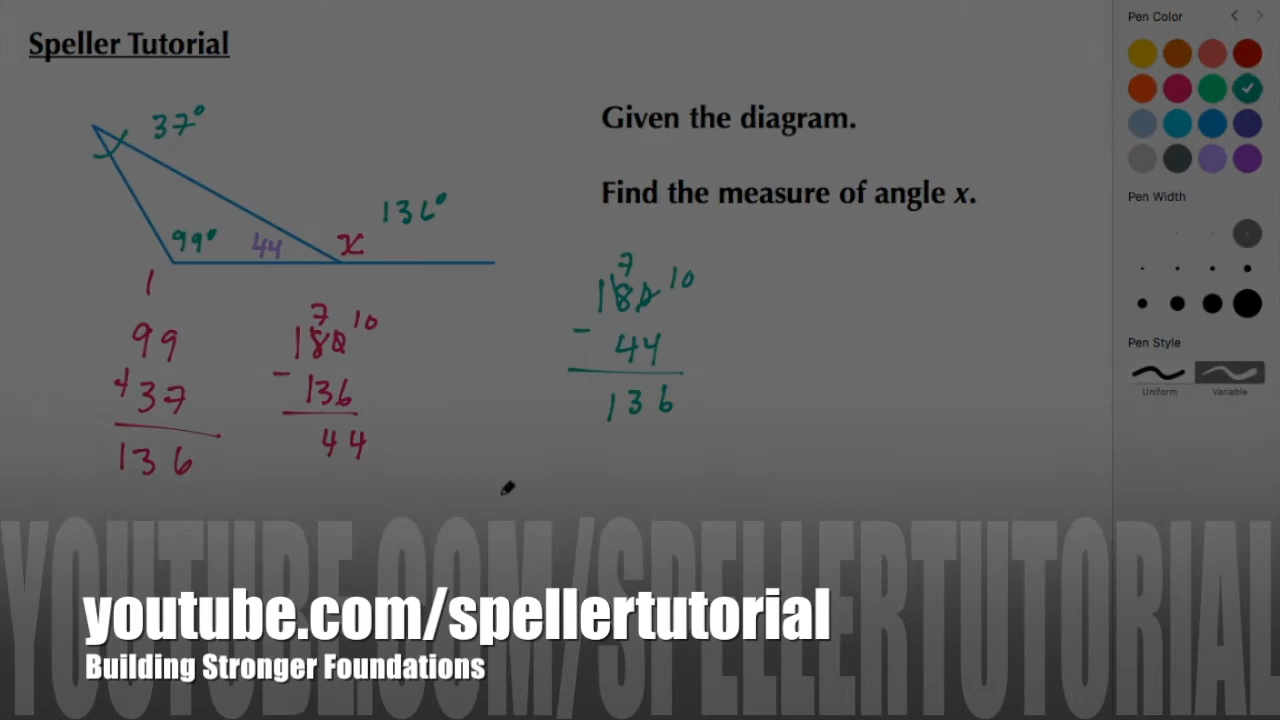 Speller Tutorial
37°
99°
44
x
136°
Given the diagram.
Find the measure of angle x.
1
99
+37
136
7
180 10
- 136
44
7
180 10
- 44
136
Pen Color
Pen Width
Pen Style
Uniform
Variable
YOUTUBE.COM/SPELLERTUTORIAL
youtube.com/spellertutorial
Building Stronger Foundations